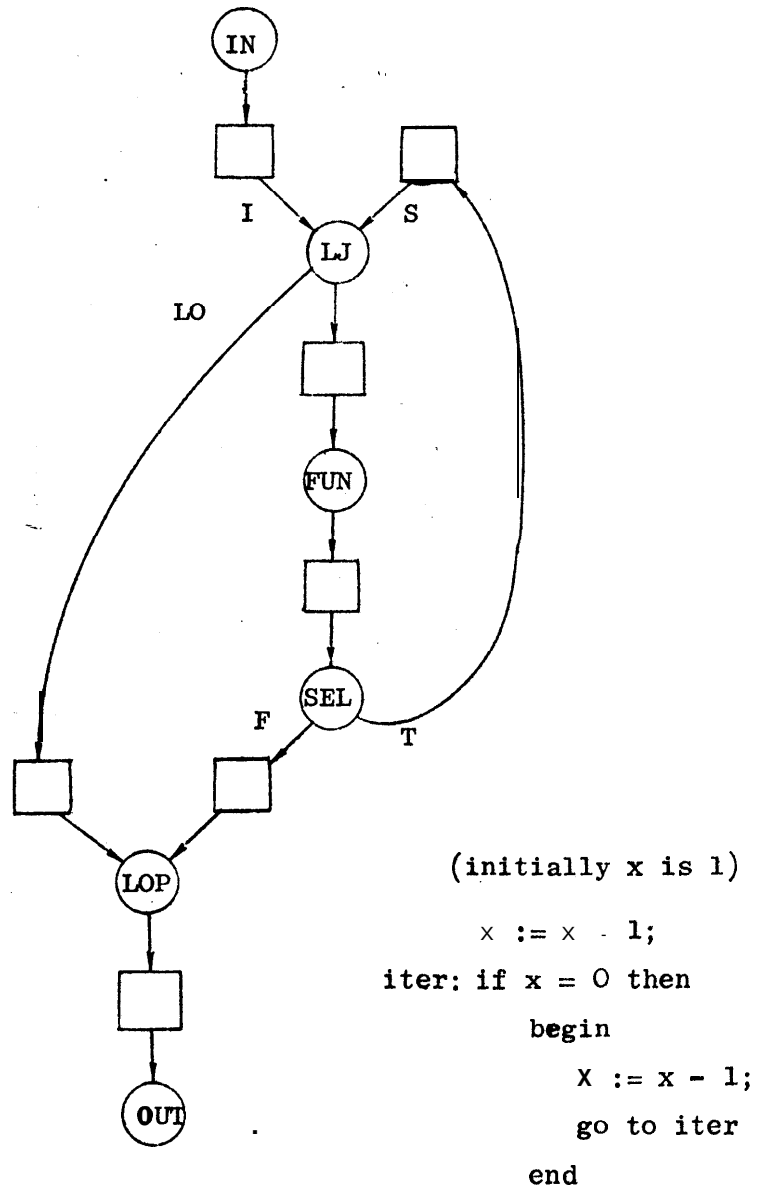 IN
I
S
LJ
LO
FUN
SEL
F
T
LOP
OUT
(initially x is 1)
x := x - 1;
iter: if x = 0 then
begin
X := x - 1;
go to iter
end